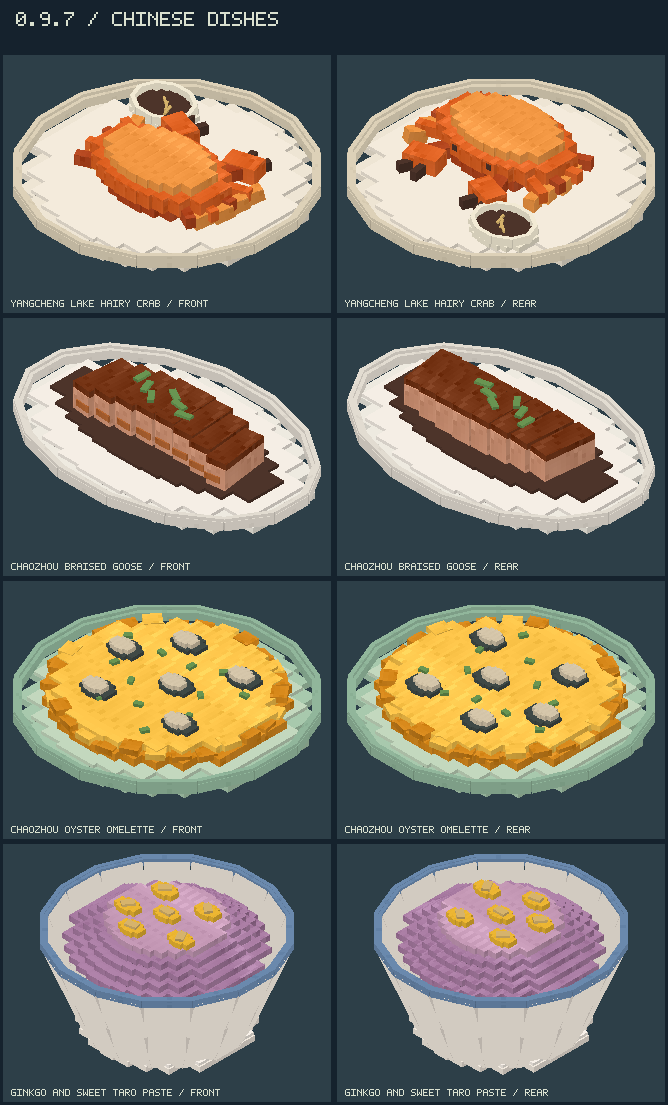 0.9.7 / CHINESE DISHES
YANGCHENG LAKE HAIRY CRAB / FRONT
YANGCHENG LAKE HAIRY CRAB / REAR
CHAOZHOU BRAISED GOOSE / FRONT
CHAOZHOU BRAISED GOOSE / REAR
CHAOZHOU OYSTER OMELETTE / FRONT
CHAOZHOU OYSTER OMELETTE / REAR
GINKGO AND SWEET TARO PASTE / FRONT
GINKGO AND SWEET TARO PASTE / REAR